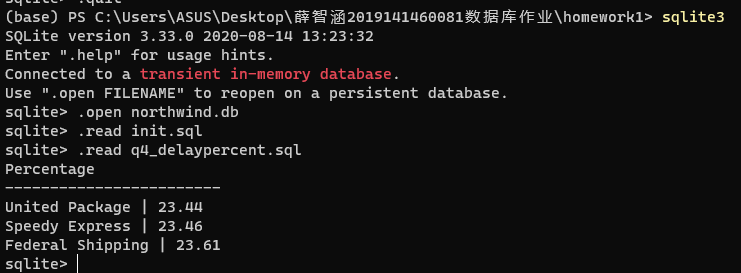 sqlite> .quit
(base) PS C:\Users\ASUS\Desktop\薛智涵2019141460081数据库作业\homework1> sqlite3
SQLite version 3.33.0 2020-08-14 13:23:32
Enter ".help" for usage hints.
Connected to a transient in-memory database.
Use ".open FILENAME" to reopen on a persistent database.
sqlite> .open northwind.db
sqlite> .read init.sql
sqlite> .read q4_delaypercent.sql
Percentage
------------------------
United Package | 23.44
Speedy Express | 23.46
Federal Shipping | 23.61
sqlite>